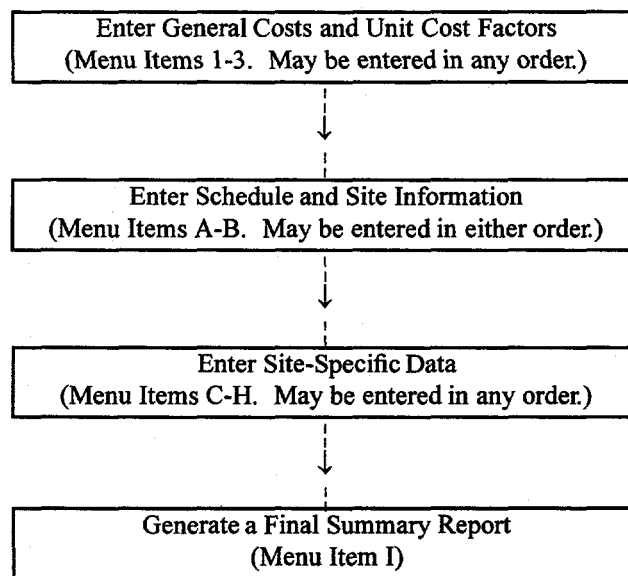 Enter General Costs and Unit Cost Factors
(Menu Items 1-3. May be entered in any order.)
Enter Schedule and Site Information
(Menu Items A-B. May be entered in either order.)
Enter Site-Specific Data
(Menu Items C-H. May be entered in any order.)
Generate a Final Summary Report
(Menu Item I)